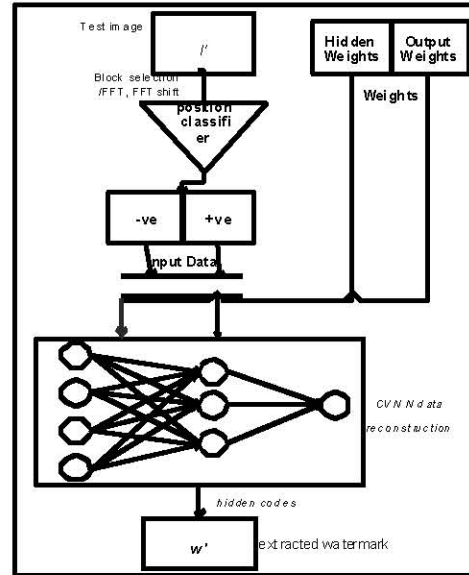 Test image
I'
Hidden Weights
Output Weights
Block selection
/FFT, FFT shift
Weights
position
classifi
er
-ve
+ve
Input Data
CVNN data
reconstruction
hidden codes
w'
extracted watermark